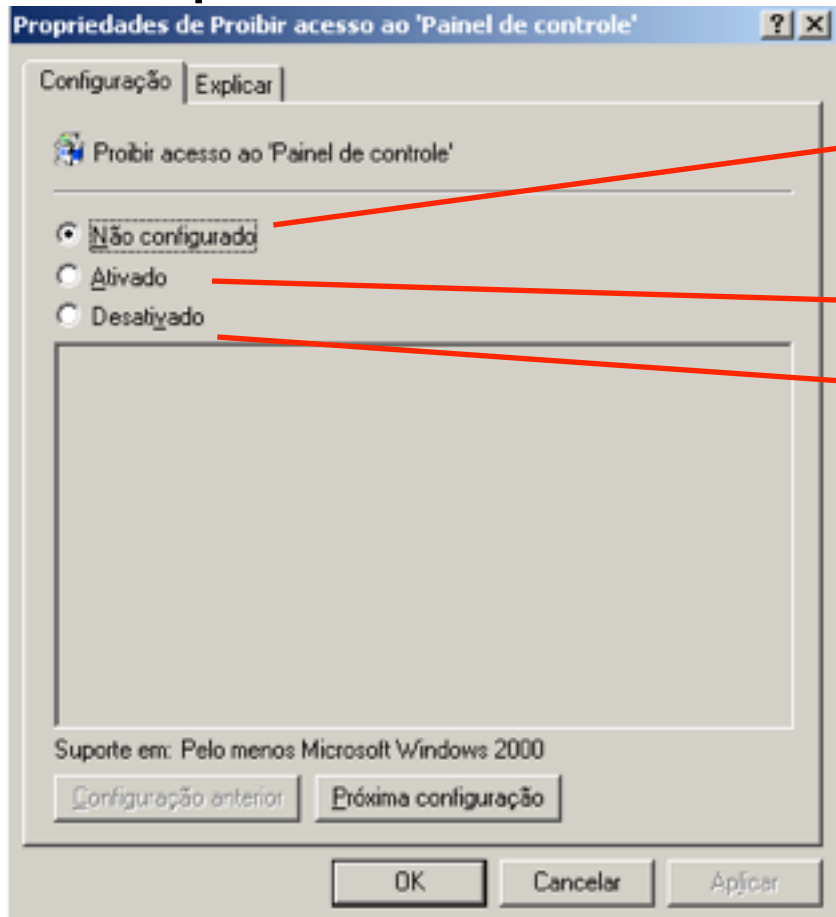 Propriedades de Proibir acesso ao 'Painel de controle'
Configuração Explicar
Proibir acesso ao 'Painel de controle'
Não configurado
Ativado
Desativado
Suporte em: Pelo menos Microsoft Windows 2000
Configuração anterior Próxima configuração
OK Cancelar Aplicar